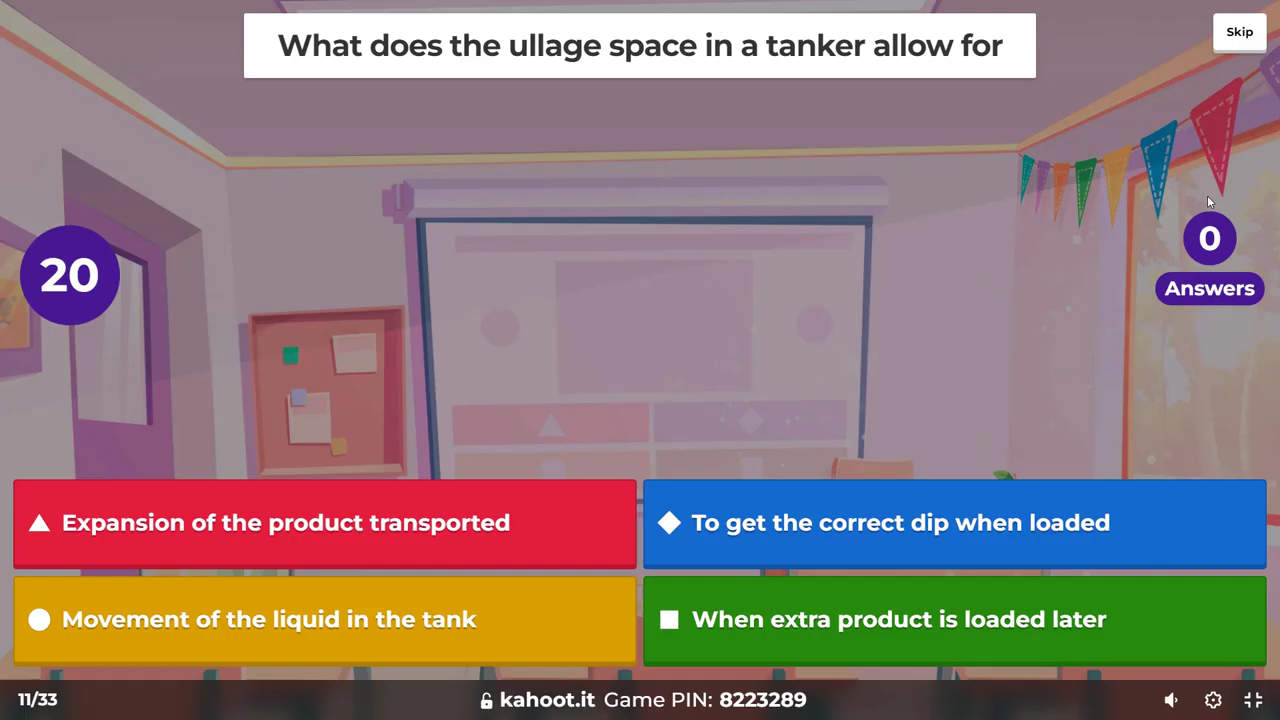 What does the ullage space in a tanker allow for
Skip
20
0
Answers
Expansion of the product transported
To get the correct dip when loaded
Movement of the liquid in the tank
When extra product is loaded later
11/33
kahoot.it Game PIN: 8223289